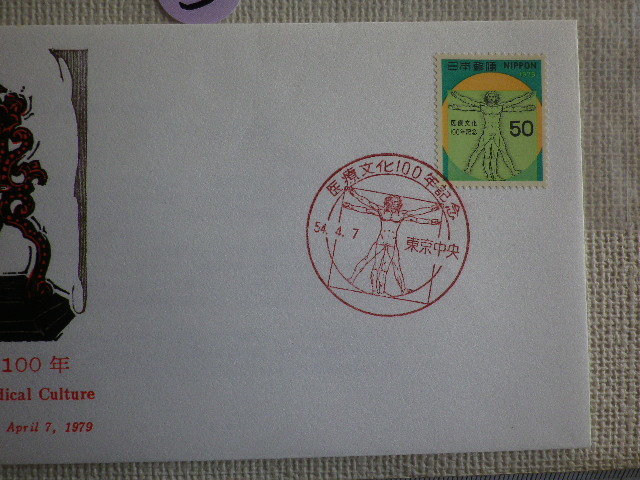 日本郵便 NIPPON
1979
医療文化
100年記念
50
医療文化100年記念
54.4.7
東京中央
100年
dical Culture
April 7, 1979